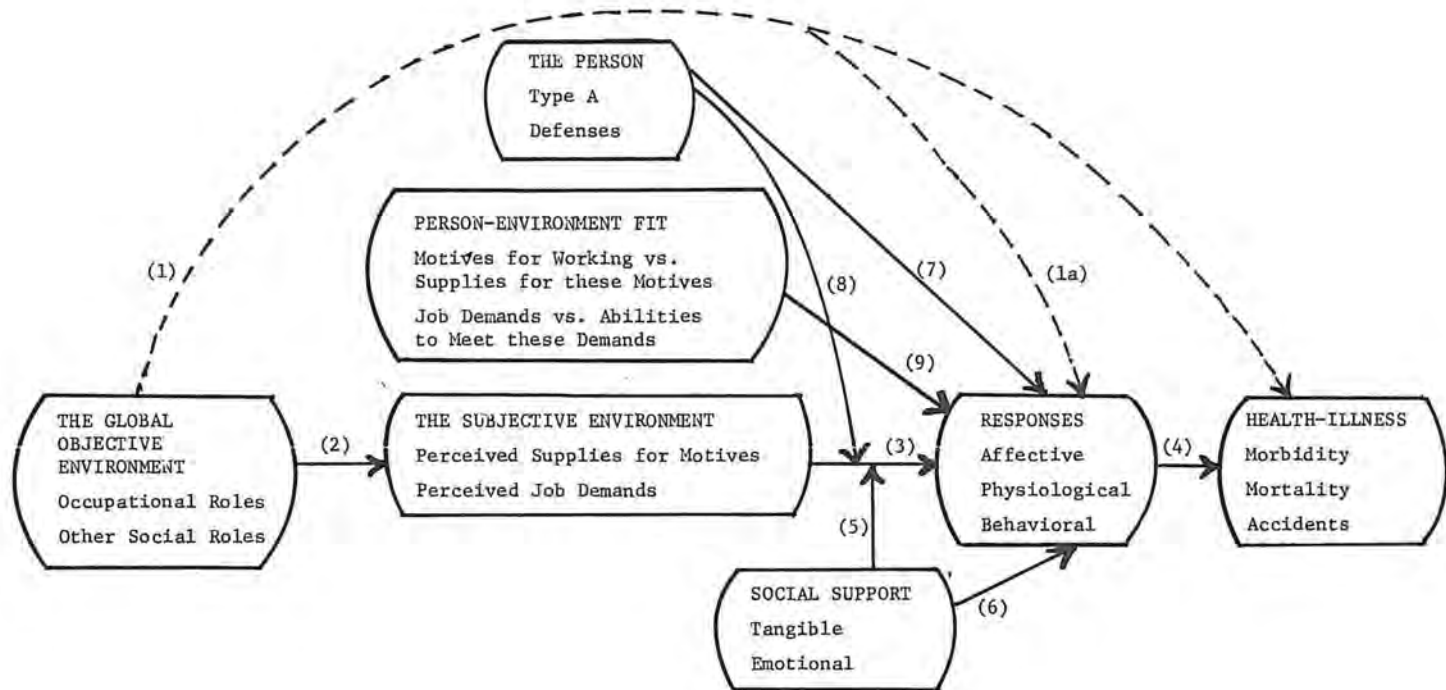 THE PERSON
Type A
Defenses
PERSON-ENVIRONMENT FIT
Motives for Working vs.
Supplies for these Motives
Job Demands vs. Abilities
to Meet these Demands
(1)
(8)
(7)
(1a)
(9)
THE GLOBAL
OBJECTIVE
ENVIRONMENT
Occupational Roles
Other Social Roles
(2)
THE SUBJECTIVE ENVIRONMENT
Perceived Supplies for Motives
Perceived Job Demands
(3)
RESPONSES
Affective
Physiological
Behavioral
(4)
HEALTH-ILLNESS
Morbidity
Mortality
Accidents
(5)
(6)
SOCIAL SUPPORT
Tangible
Emotional